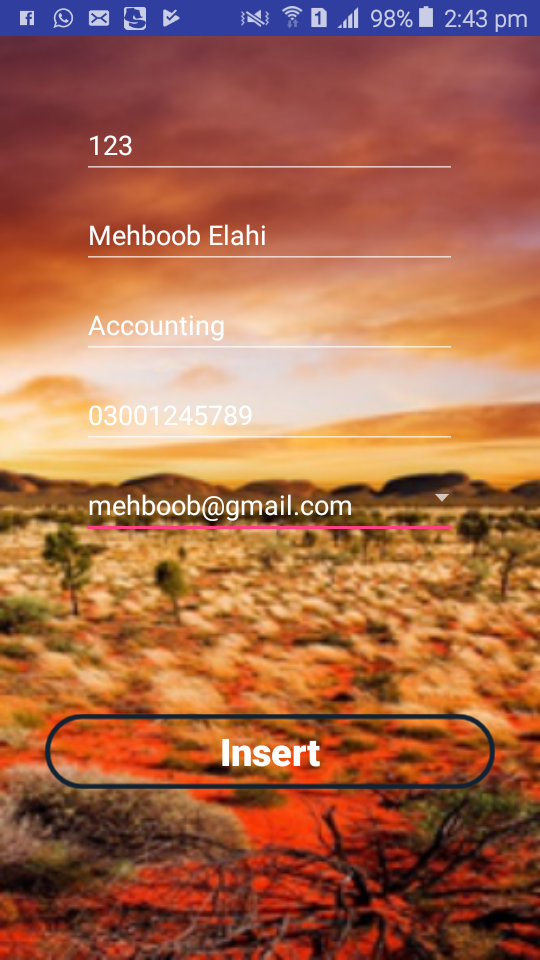 98% 2:43 pm
123
Mehboob Elahi
Accounting
03001245789
mehboob@gmail.com
Insert